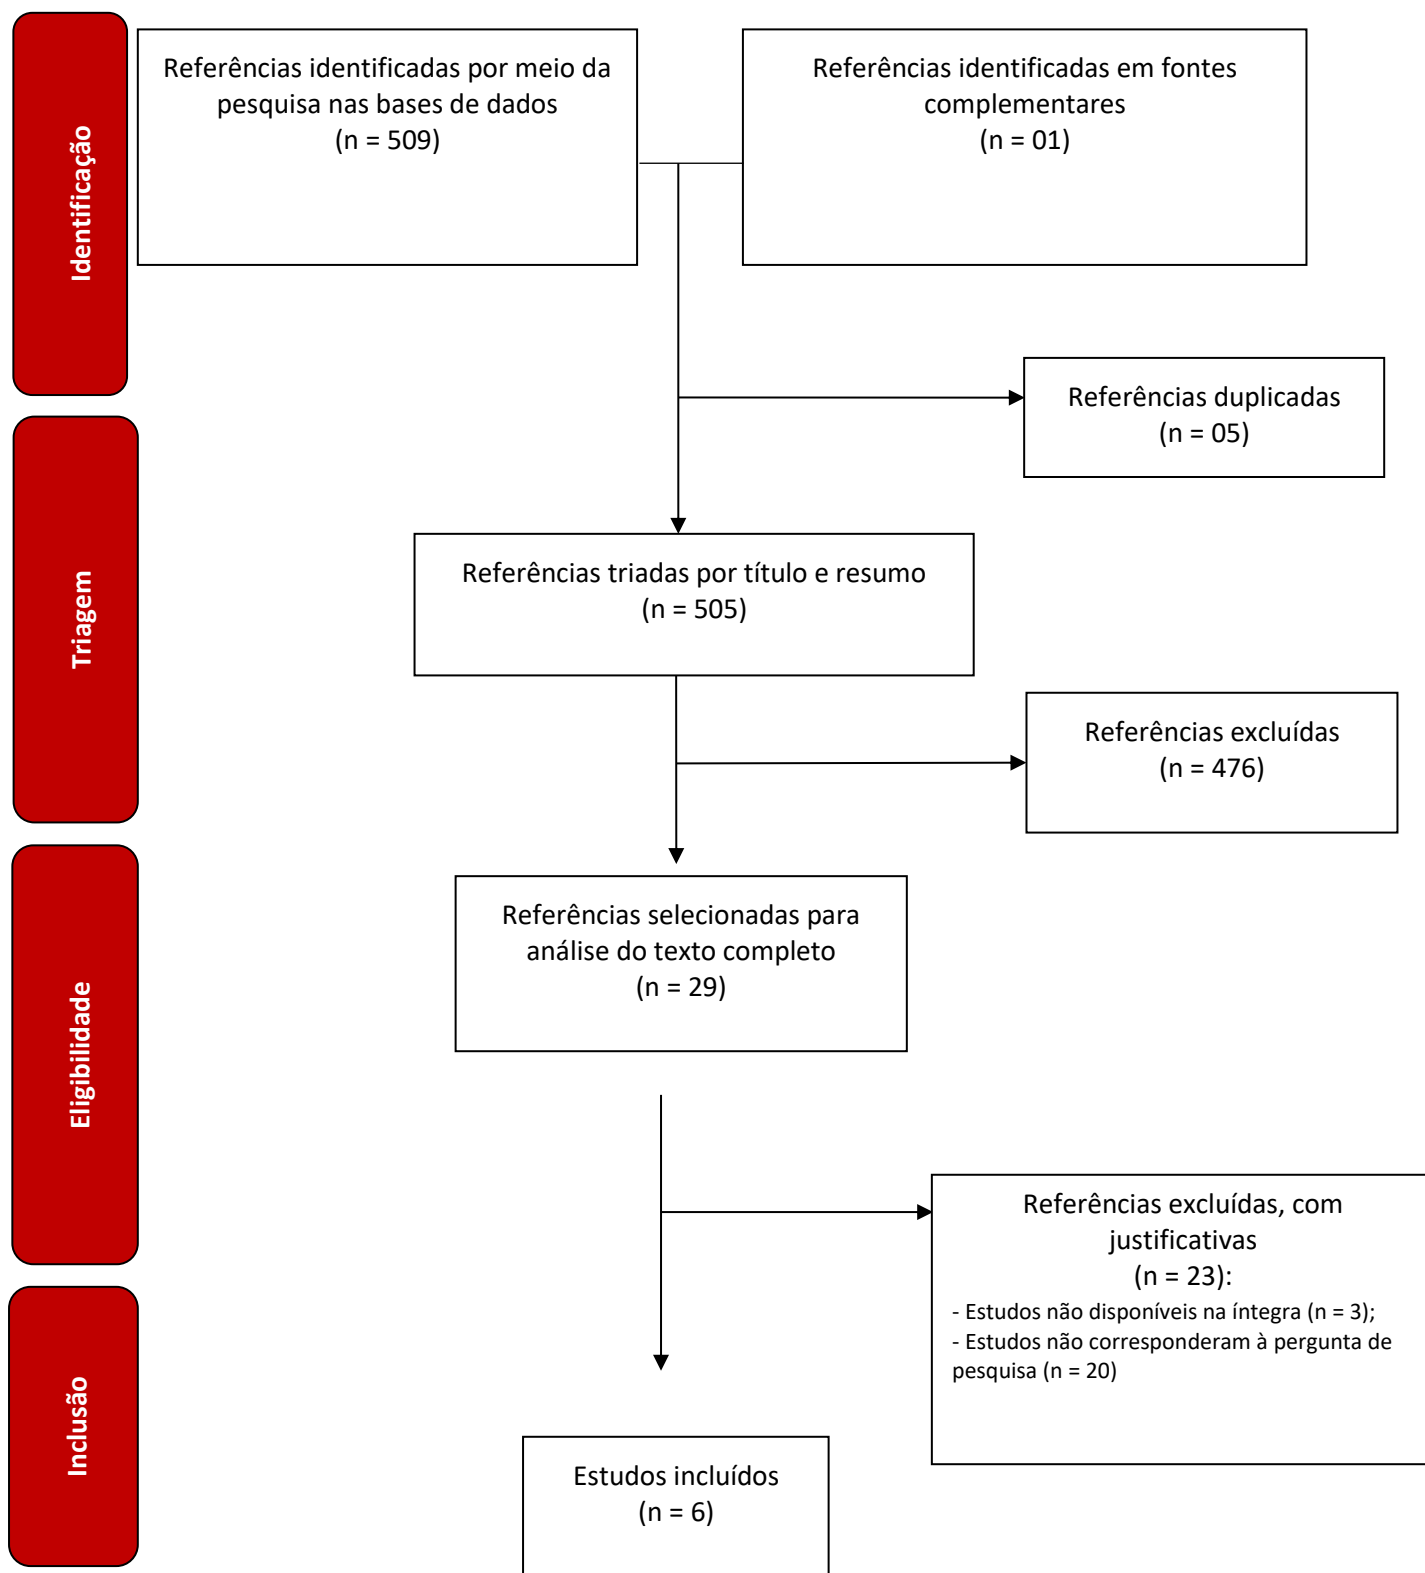 Identificação
Referências identificadas por meio da
pesquisa nas bases de dados
(n = 509)
Referências identificadas em fontes
complementares
(n = 01)
Referências duplicadas
(n = 05)
Triagem
Referências triadas por título e resumo
(n = 505)
Referências excluídas
(n = 476)
Eligibilidade
Referências selecionadas para
análise do texto completo
(n = 29)
Referências excluídas, com
justificativas
(n = 23):
- Estudos não disponíveis na íntegra (n = 3);
- Estudos não corresponderam à pergunta de
pesquisa (n = 20)
Inclusão
Estudos incluídos
(n = 6)